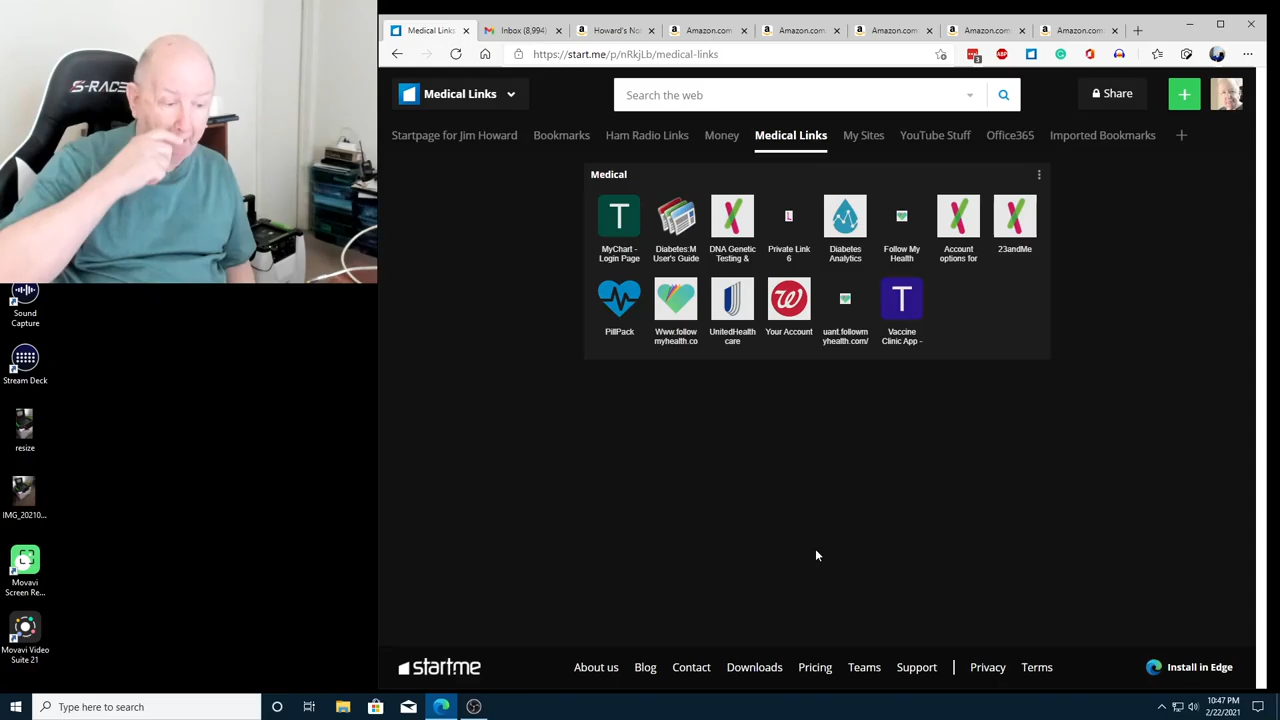 S-RACE
Medical Links
Inbox (8,994)
Howard's No
Amazon.com
Amazon.com
Amazon.com
Amazon.com
Amazon.com
https://start.me/p/nRkjLb/medical-links
3
ABP
Medical Links
Search the web
Share
Startpage for Jim Howard
Bookmarks
Ham Radio Links
Money
Medical Links
My Sites
YouTube Stuff
Office365
Imported Bookmarks
Medical
T
L
MyChart -
Login Page
Diabetes:M
User's Guide
DNA Genetic
Testing &
Private Link
6
Diabetes
Analytics
Follow My
Health
Account
options for
23andMe
T
PillPack
Www.follow
myhealth.co
UnitedHealth
care
Your Account
uant.followm
yhealth.com/
Vaccine
Clinic App -
Sound
Capture
Stream Deck
resize
IMG_20210...
Movavi
Screen Re...
Movavi Video
Suite 21
start.me
About us
Blog
Contact
Downloads
Pricing
Teams
Support
Privacy
Terms
Install in Edge
Type here to search
10:47 PM
2/22/2021